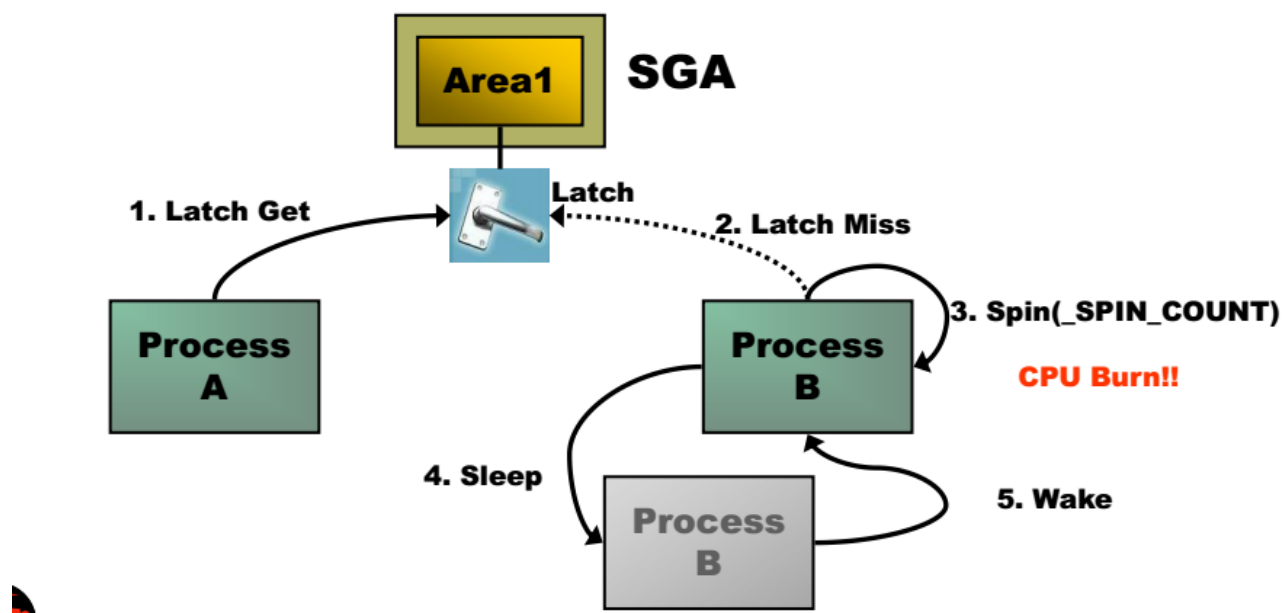 Area1
SGA
Latch
1. Latch Get
2. Latch Miss
Process
A
Process
B
3. Spin(_SPIN_COUNT)
CPU Burn!!
4. Sleep
Process
B
5. Wake